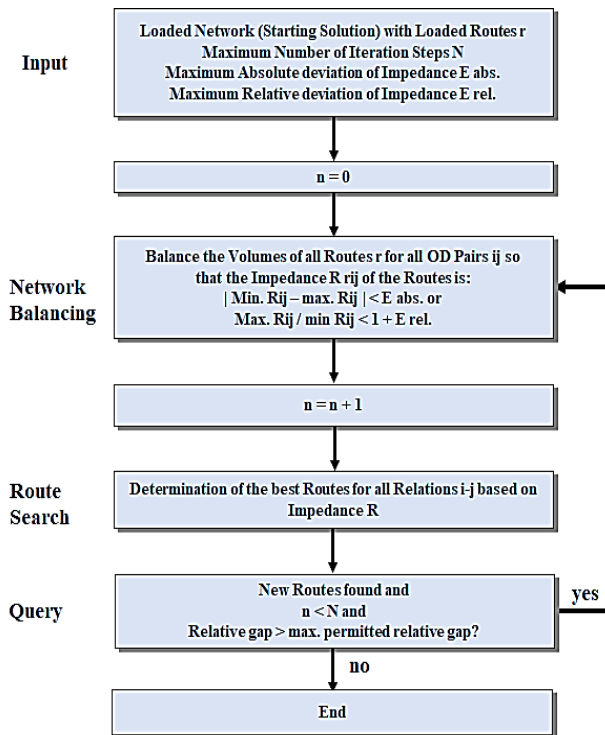 Input
Loaded Network (Starting Solution) with Loaded Routes r
Maximum Number of Iteration Steps N
Maximum Absolute deviation of Impedance E abs.
Maximum Relative deviation of Impedance E rel.
n = 0
Network
Balancing
Balance the Volumes of all Routes r for all OD Pairs ij so
that the Impedance R rij of the Routes is:
| Min. Rij – max. Rij | < E abs. or
Max. Rij / min Rij < 1 + E rel.
n = n + 1
Route
Search
Determination of the best Routes for all Relations i-j based on
Impedance R
Query
New Routes found and
n < N and
Relative gap > max. permitted relative gap?
yes
no
End